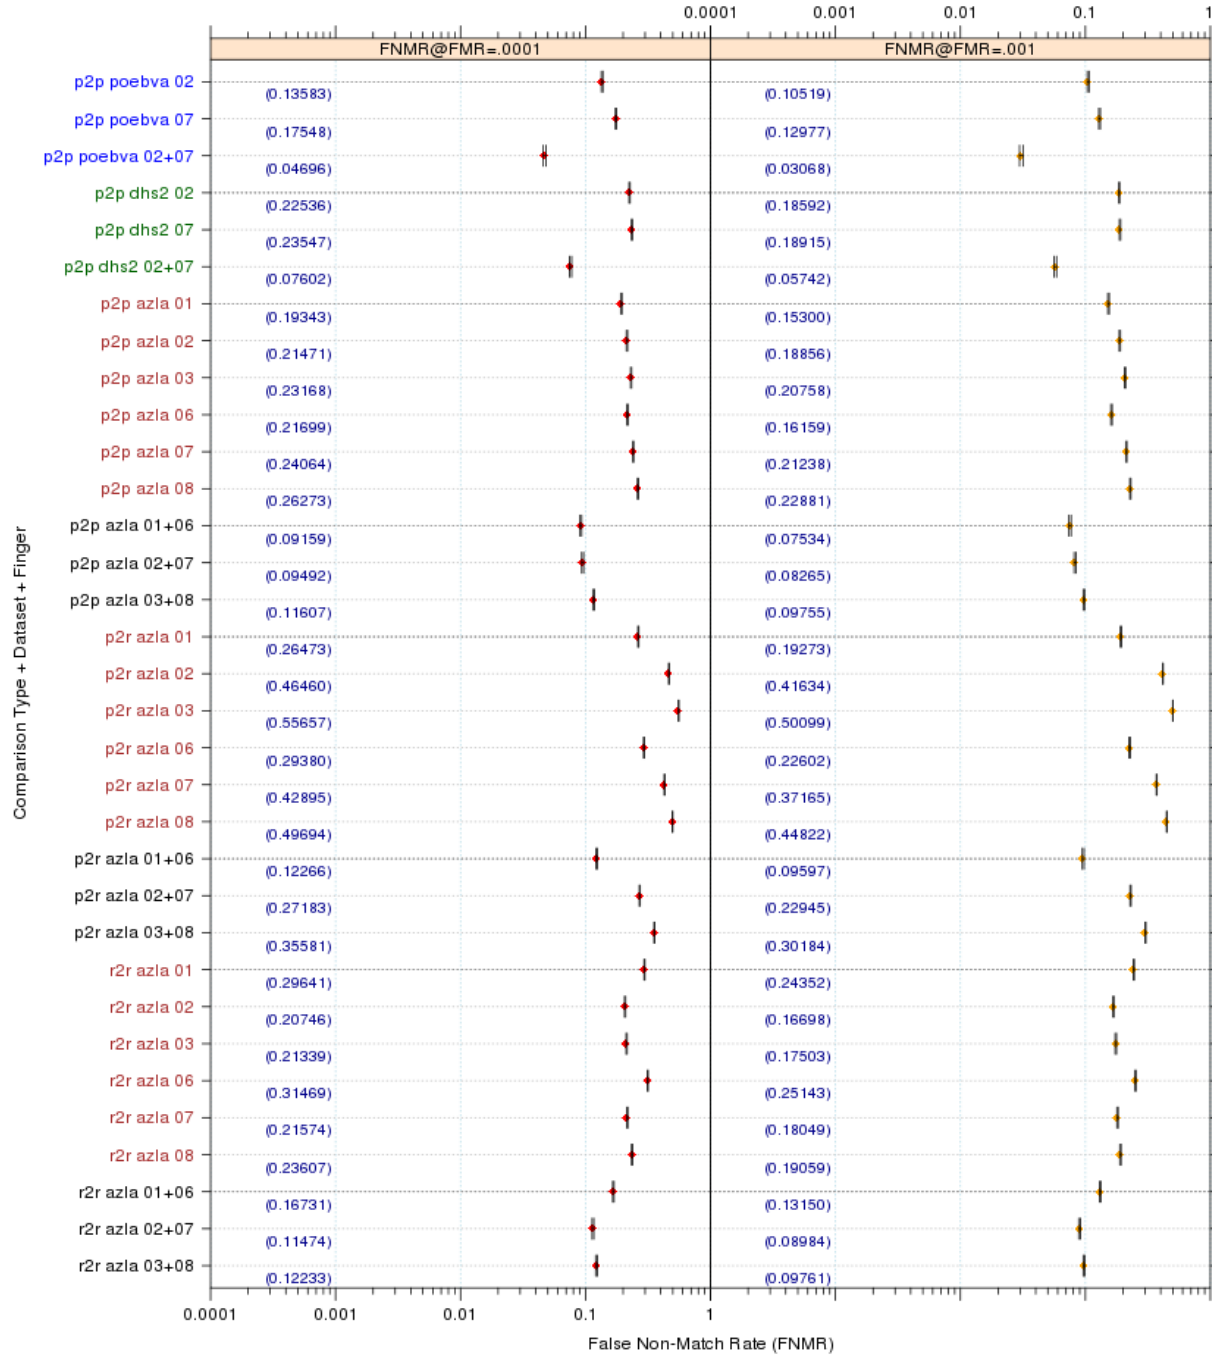 0.0001 0.001 0.01 0.1 1
FNMR@FMR=.0001 FNMR@FMR=.001
p2p poebva 02 (0.13583) (0.10519)
p2p poebva 07 (0.17548) (0.12977)
p2p poebva 02+07 (0.04696) (0.03068)
p2p dhs2 02 (0.22536) (0.18592)
p2p dhs2 07 (0.23547) (0.18915)
p2p dhs2 02+07 (0.07602) (0.05742)
p2p azla 01 (0.19343) (0.15300)
p2p azla 02 (0.21471) (0.18856)
p2p azla 03 (0.23168) (0.20758)
p2p azla 06 (0.21699) (0.16159)
p2p azla 07 (0.24064) (0.21238)
p2p azla 08 (0.26273) (0.22881)
p2p azla 01+06 (0.09159) (0.07534)
p2p azla 02+07 (0.09492) (0.08265)
p2p azla 03+08 (0.11607) (0.09755)
p2r azla 01 (0.26473) (0.19273)
p2r azla 02 (0.46460) (0.41634)
p2r azla 03 (0.55657) (0.50099)
p2r azla 06 (0.29380) (0.22602)
p2r azla 07 (0.42895) (0.37165)
p2r azla 08 (0.49694) (0.44822)
p2r azla 01+06 (0.12266) (0.09597)
p2r azla 02+07 (0.27183) (0.22945)
p2r azla 03+08 (0.35581) (0.30184)
r2r azla 01 (0.29641) (0.24352)
r2r azla 02 (0.20746) (0.16698)
r2r azla 03 (0.21339) (0.17503)
r2r azla 06 (0.31469) (0.25143)
r2r azla 07 (0.21574) (0.18049)
r2r azla 08 (0.23607) (0.19059)
r2r azla 01+06 (0.16731) (0.13150)
r2r azla 02+07 (0.11474) (0.08984)
r2r azla 03+08 (0.12233) (0.09761)
0.0001 0.001 0.01 0.1 1
False Non-Match Rate (FNMR)
Comparison Type + Dataset + Finger